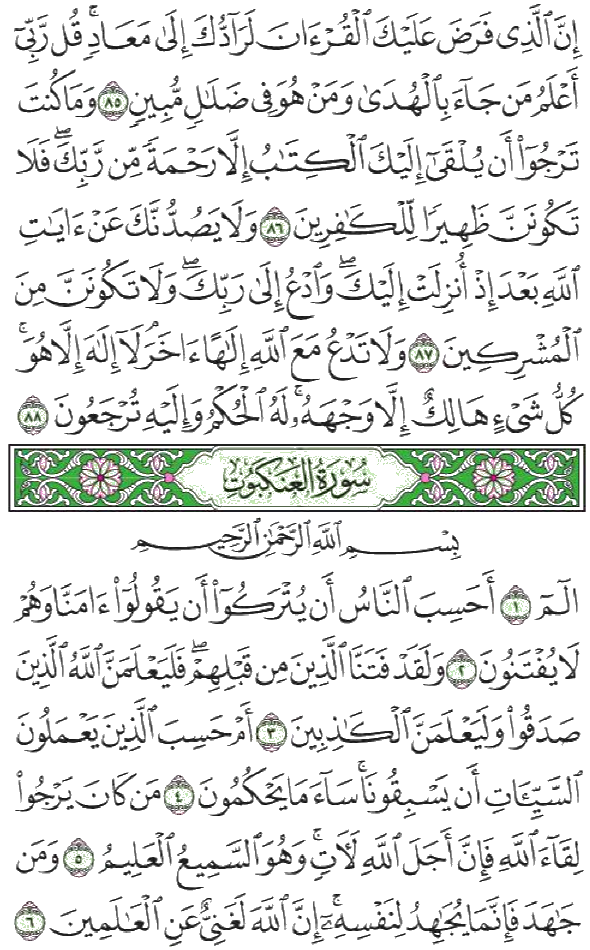 إِنَّ ٱلَّذِى فَرَضَ عَلَيْكَ ٱلْقُرْءَانَ لَرَآدُّكَ إِلَىٰ مَعَادٍۢ ۚ قُل رَّبِّىٓ
أَعْلَمُ مَن جَآءَ بِٱلْهُدَىٰ وَمَنْ هُوَ فِى ضَلَٰلٍۢ مُّبِينٍۢ ٨٥ وَمَا كُنتَ
تَرْجُوٓا۟ أَن يُلْقَىٰٓ إِلَيْكَ ٱلْكِتَٰبُ إِلَّا رَحْمَةًۭ مِّن رَّبِّكَ ۖ فَلَا
تَكُونَنَّ ظَهِيرًۭا لِّلْكَٰفِرِينَ ٨٦ وَلَا يَصُدُّنَّكَ عَنْ ءَايَٰتِ
ٱللَّهِ بَعْدَ إِذْ أُنزِلَتْ إِلَيْكَ ۖ وَٱدْعُ إِلَىٰ رَبِّكَ ۖ وَلَا تَكُونَنَّ مِنَ
ٱلْمُشْرِكِينَ ٨٧ وَلَا تَدْعُ مَعَ ٱللَّهِ إِلَٰهًا ءَاخَرَ ۘ لَآ إِلَٰهَ إِلَّا هُوَ ۚ
كُلُّ شَىْءٍ هَالِكٌ إِلَّا وَجْهَهُۥ ۚ لَهُ ٱلْحُكْمُ وَإِلَيْهِ تُرْجَعُونَ ٨٨
سُورَةُ العَنكَبُوتِ
بِسْمِ ٱللَّهِ ٱلرَّحْمَٰنِ ٱلرَّحِيمِ
الٓمٓ ١ أَحَسِبَ ٱلنَّاسُ أَن يُتْرَكُوٓا۟ أَن يَقُولُوٓا۟ ءَامَنَّا وَهُمْ
لَا يُفْتَنُونَ ٢ وَلَقَدْ فَتَنَّا ٱلَّذِينَ مِن قَبْلِهِمْ ۖ فَلَيَعْلَمَنَّ ٱللَّهُ ٱلَّذِينَ
صَدَقُوا۟ وَلَيَعْلَمَنَّ ٱلْكَٰذِبِينَ ٣ أَمْ حَسِبَ ٱلَّذِينَ يَعْمَلُونَ
ٱلسَّيِّـَٔاتِ أَن يَسْبِقُونَا ۚ سَآءَ مَا يَحْكُمُونَ ٤ مَن كَانَ يَرْجُوا۟
لِقَآءَ ٱللَّهِ فَإِنَّ أَجَلَ ٱللَّهِ لَـَٔاتٍۢ ۚ وَهُوَ ٱلسَّمِيعُ ٱلْعَلِيمُ ٥ وَمَن
جَٰهَدَ فَإِنَّمَا يُجَٰهِدُ لِنَفْسِهِۦٓ ۚ إِنَّ ٱللَّهَ لَغَنِىٌّ عَنِ ٱلْعَٰلَمِينَ ٦